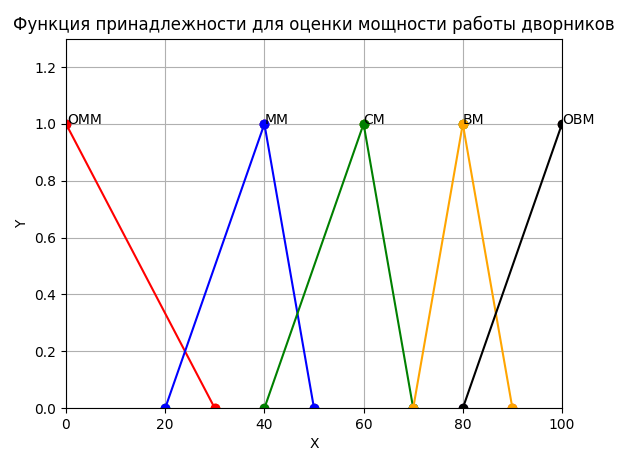 Функция принадлежности для оценки мощности работы дворников
1.2
ОММ
ММ
СМ
ВМ
ОВМ
1.0
0.8
Y
0.6
0.4
0.2
0.0
0
20
40
60
80
100
X